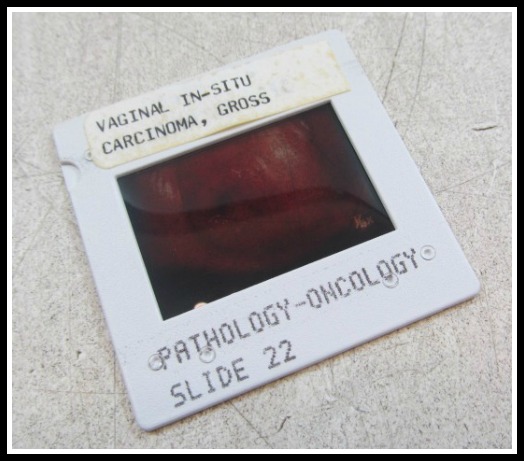 VAGINAL IN-SITU
CARCINOMA, GROSS
PATHOLOGY-ONCOLOGY
SLIDE 22